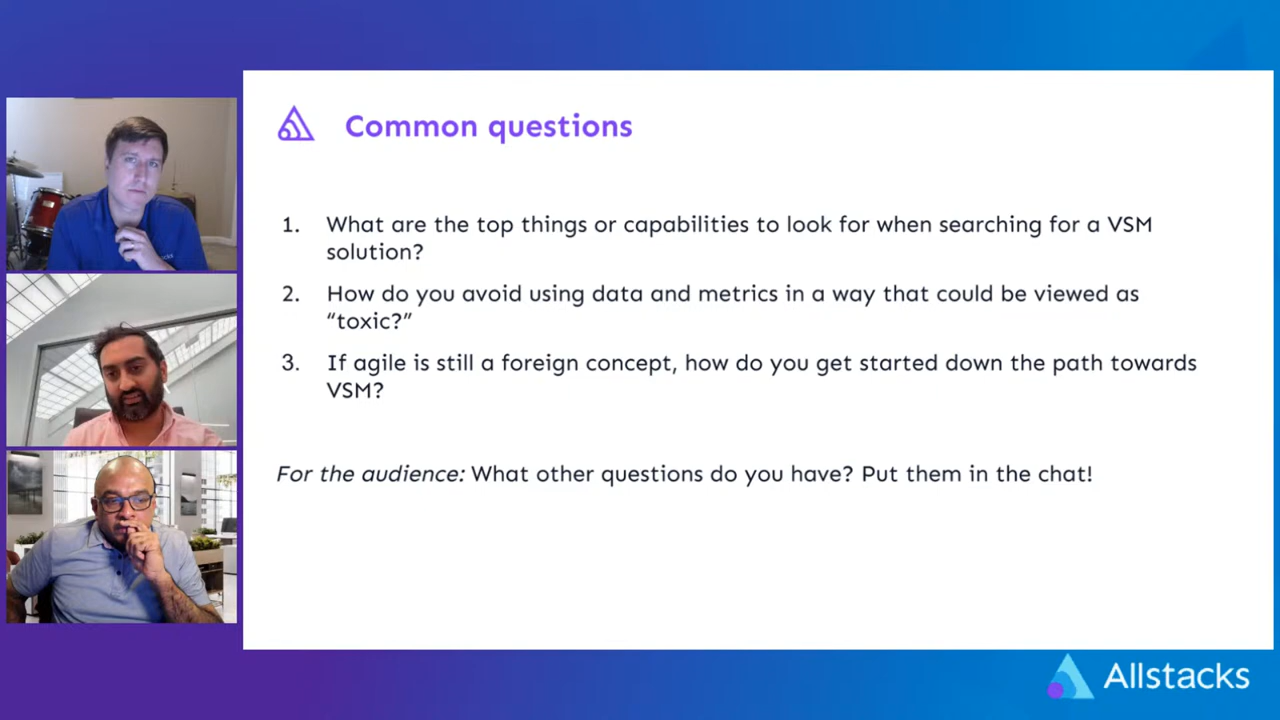 Common questions
1. What are the top things or capabilities to look for when searching for a VSM
solution?
2. How do you avoid using data and metrics in a way that could be viewed as
“toxic?”
3. If agile is still a foreign concept, how do you get started down the path towards
VSM?
For the audience: What other questions do you have? Put them in the chat!
Allstacks